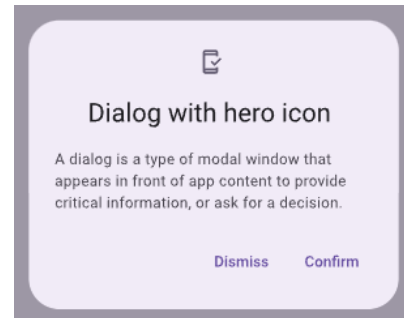 Dialog with hero icon
A dialog is a type of modal window that
appears in front of app content to provide
critical information, or ask for a decision.
Dismiss Confirm